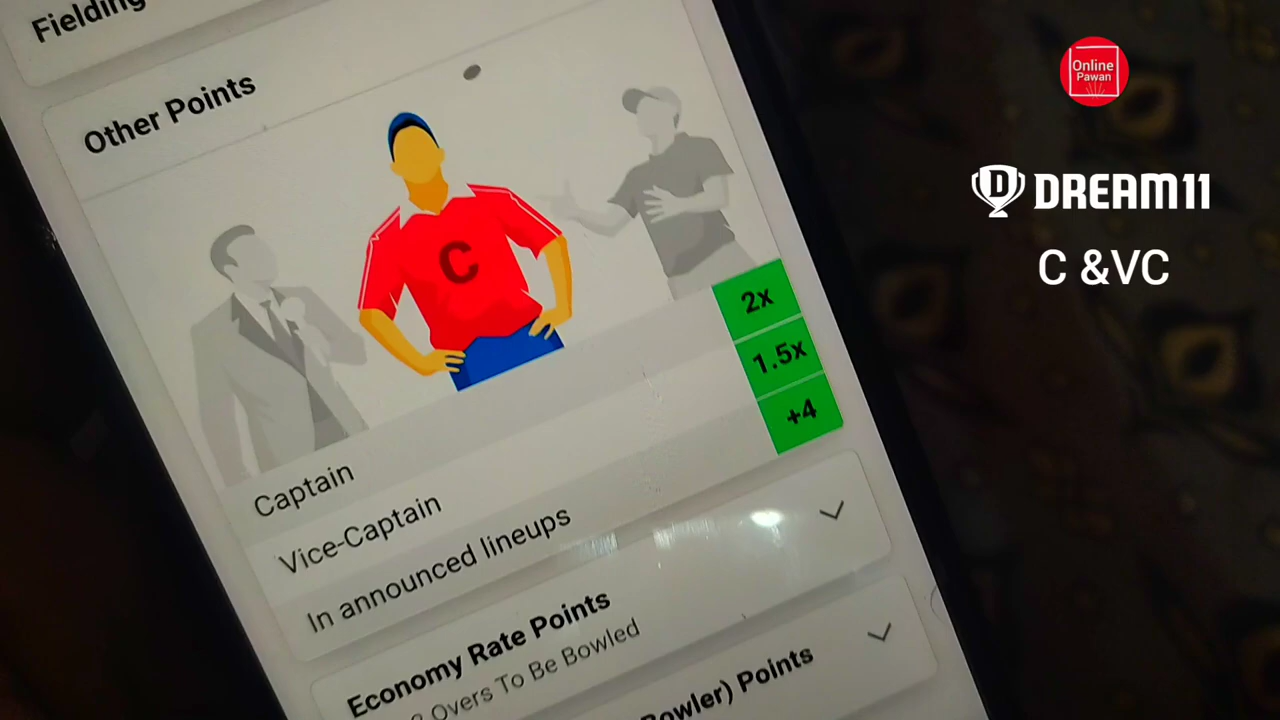 Fielding
Other Points
C
2x
1.5x
+4
Captain
Vice-Captain
In announced lineups
Economy Rate Points
Overs To Be Bowled
Bowler) Points
Online
Pawan
D DREAM11
C &VC